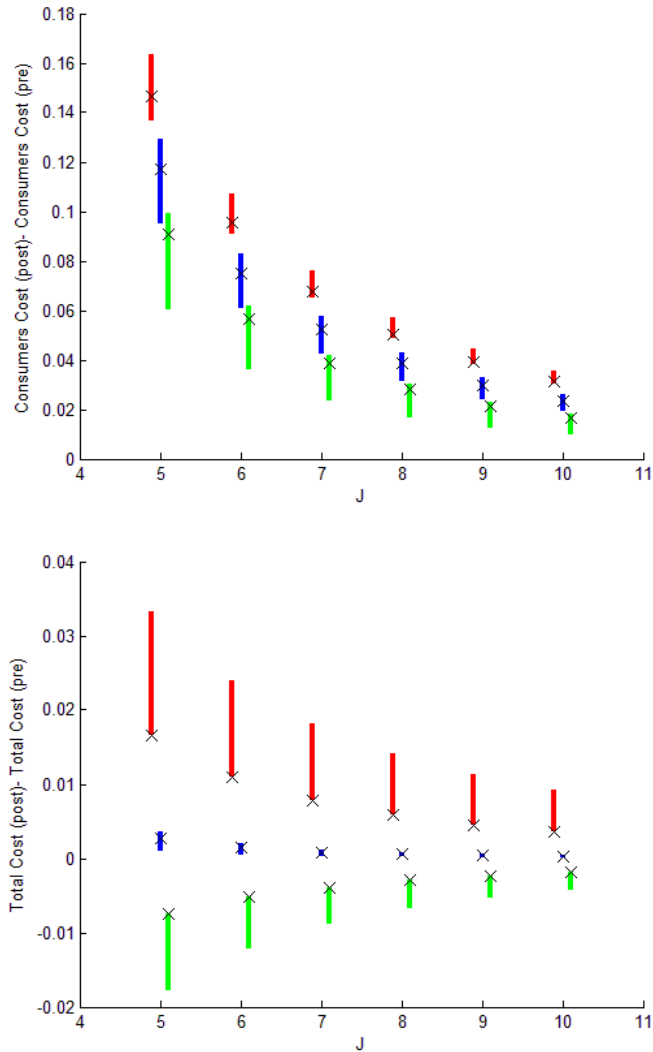 0.18
0.16
0.14
0.12
0.1
0.08
0.06
0.04
0.02
0
Consumers Cost (post)- Consumers Cost (pre)
4 5 6 7 8 9 10 11
J
0.04
0.03
0.02
0.01
0
-0.01
-0.02
Total Cost (post)- Total Cost (pre)
4 5 6 7 8 9 10 11
J